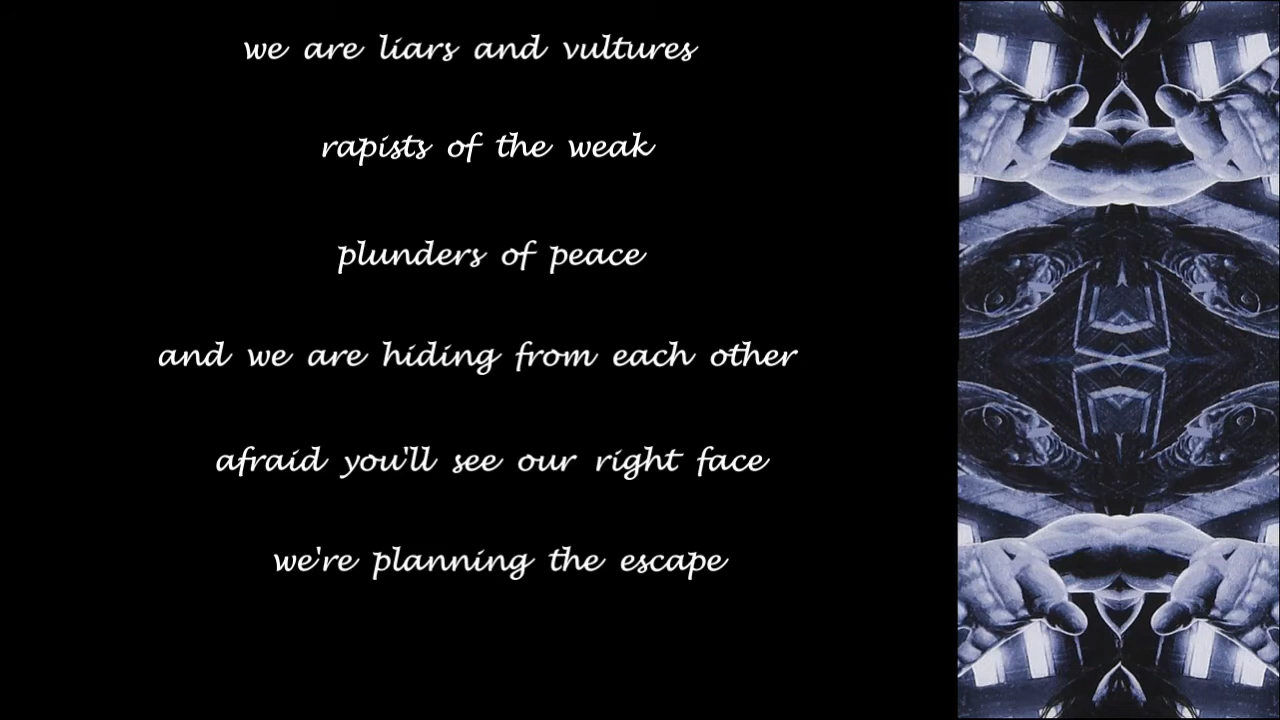 we are liars and vultures
rapists of the weak
plunders of peace
and we are hiding from each other
afraid you'll see our right face
we're planning the escape